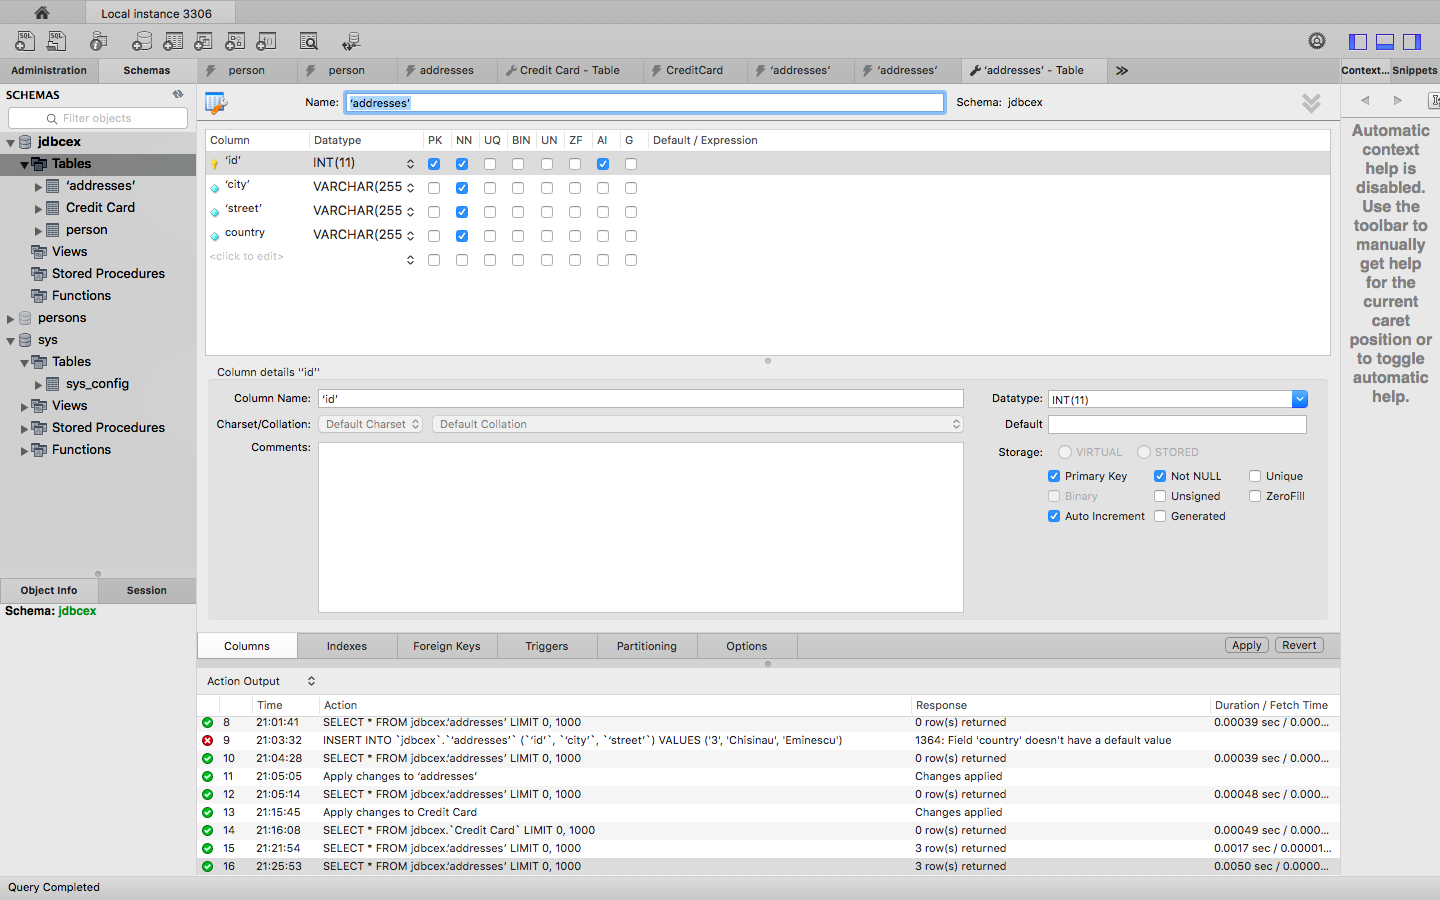 Local instance 3306
Administration Schemas person person addresses Credit Card - Table CreditCard ‘addresses’ ‘addresses’ ‘addresses’ - Table Context... Snippets
SCHEMAS
Filter objects
jdbcex
Tables
‘addresses’
Credit Card
person
Views
Stored Procedures
Functions
persons
sys
Tables
sys_config
Views
Stored Procedures
Functions
Object Info Session
Schema: jdbcex
Name: ‘addresses’ Schema: jdbcex
Column Datatype PK NN UQ BIN UN ZF AI G Default / Expression
‘id’ INT(11)
‘city’ VARCHAR(255
‘street’ VARCHAR(255
country VARCHAR(255
<click to edit>
Column details '‘id’'
Column Name: ‘id’ Datatype: INT(11)
Charset/Collation: Default Charset Default Collation Default
Comments: Storage: VIRTUAL STORED
Primary Key Not NULL Unique
Binary Unsigned ZeroFill
Auto Increment Generated
Columns Indexes Foreign Keys Triggers Partitioning Options Apply Revert
Action Output
Time Action Response Duration / Fetch Time
8 21:01:41 SELECT * FROM jdbcex.‘addresses’ LIMIT 0, 1000 0 row(s) returned 0.00039 sec / 0.000...
9 21:03:32 INSERT INTO `jdbcex`.`‘addresses’` (`‘id’`, `‘city’`, `‘street’`) VALUES ('3', 'Chisinau', 'Eminescu') 1364: Field 'country' doesn't have a default value
10 21:04:28 SELECT * FROM jdbcex.‘addresses’ LIMIT 0, 1000 0 row(s) returned 0.00039 sec / 0.000...
11 21:05:05 Apply changes to ‘addresses’ Changes applied
12 21:05:14 SELECT * FROM jdbcex.‘addresses’ LIMIT 0, 1000 0 row(s) returned 0.00048 sec / 0.000...
13 21:15:45 Apply changes to Credit Card Changes applied
14 21:16:08 SELECT * FROM jdbcex.`Credit Card` LIMIT 0, 1000 0 row(s) returned 0.00049 sec / 0.000...
15 21:21:54 SELECT * FROM jdbcex.‘addresses’ LIMIT 0, 1000 3 row(s) returned 0.0017 sec / 0.00001...
16 21:25:53 SELECT * FROM jdbcex.‘addresses’ LIMIT 0, 1000 3 row(s) returned 0.0050 sec / 0.0000...
Automatic
context
help is
disabled.
Use the
toolbar to
manually
get help
for the
current
caret
position or
to toggle
automatic
help.
Query Completed